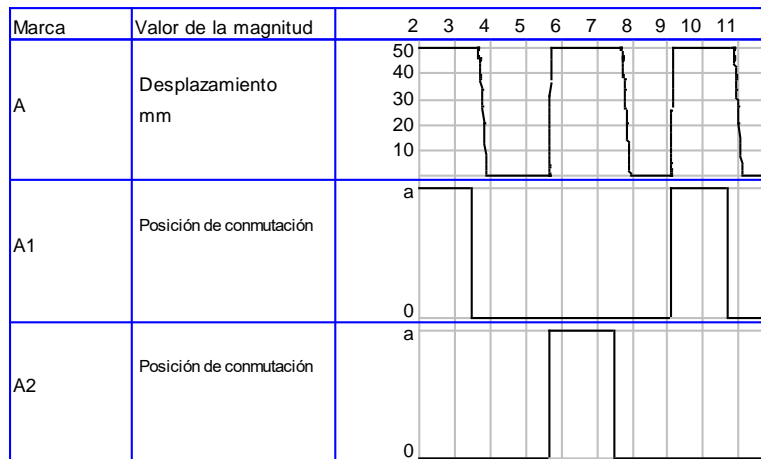 Marca Valor de la magnitud 2 3 4 5 6 7 8 9 10 11
A
Desplazamiento
mm
50
40
30
20
10
A1
Posición de conmutación
a
0
A2
Posición de conmutación
a
0